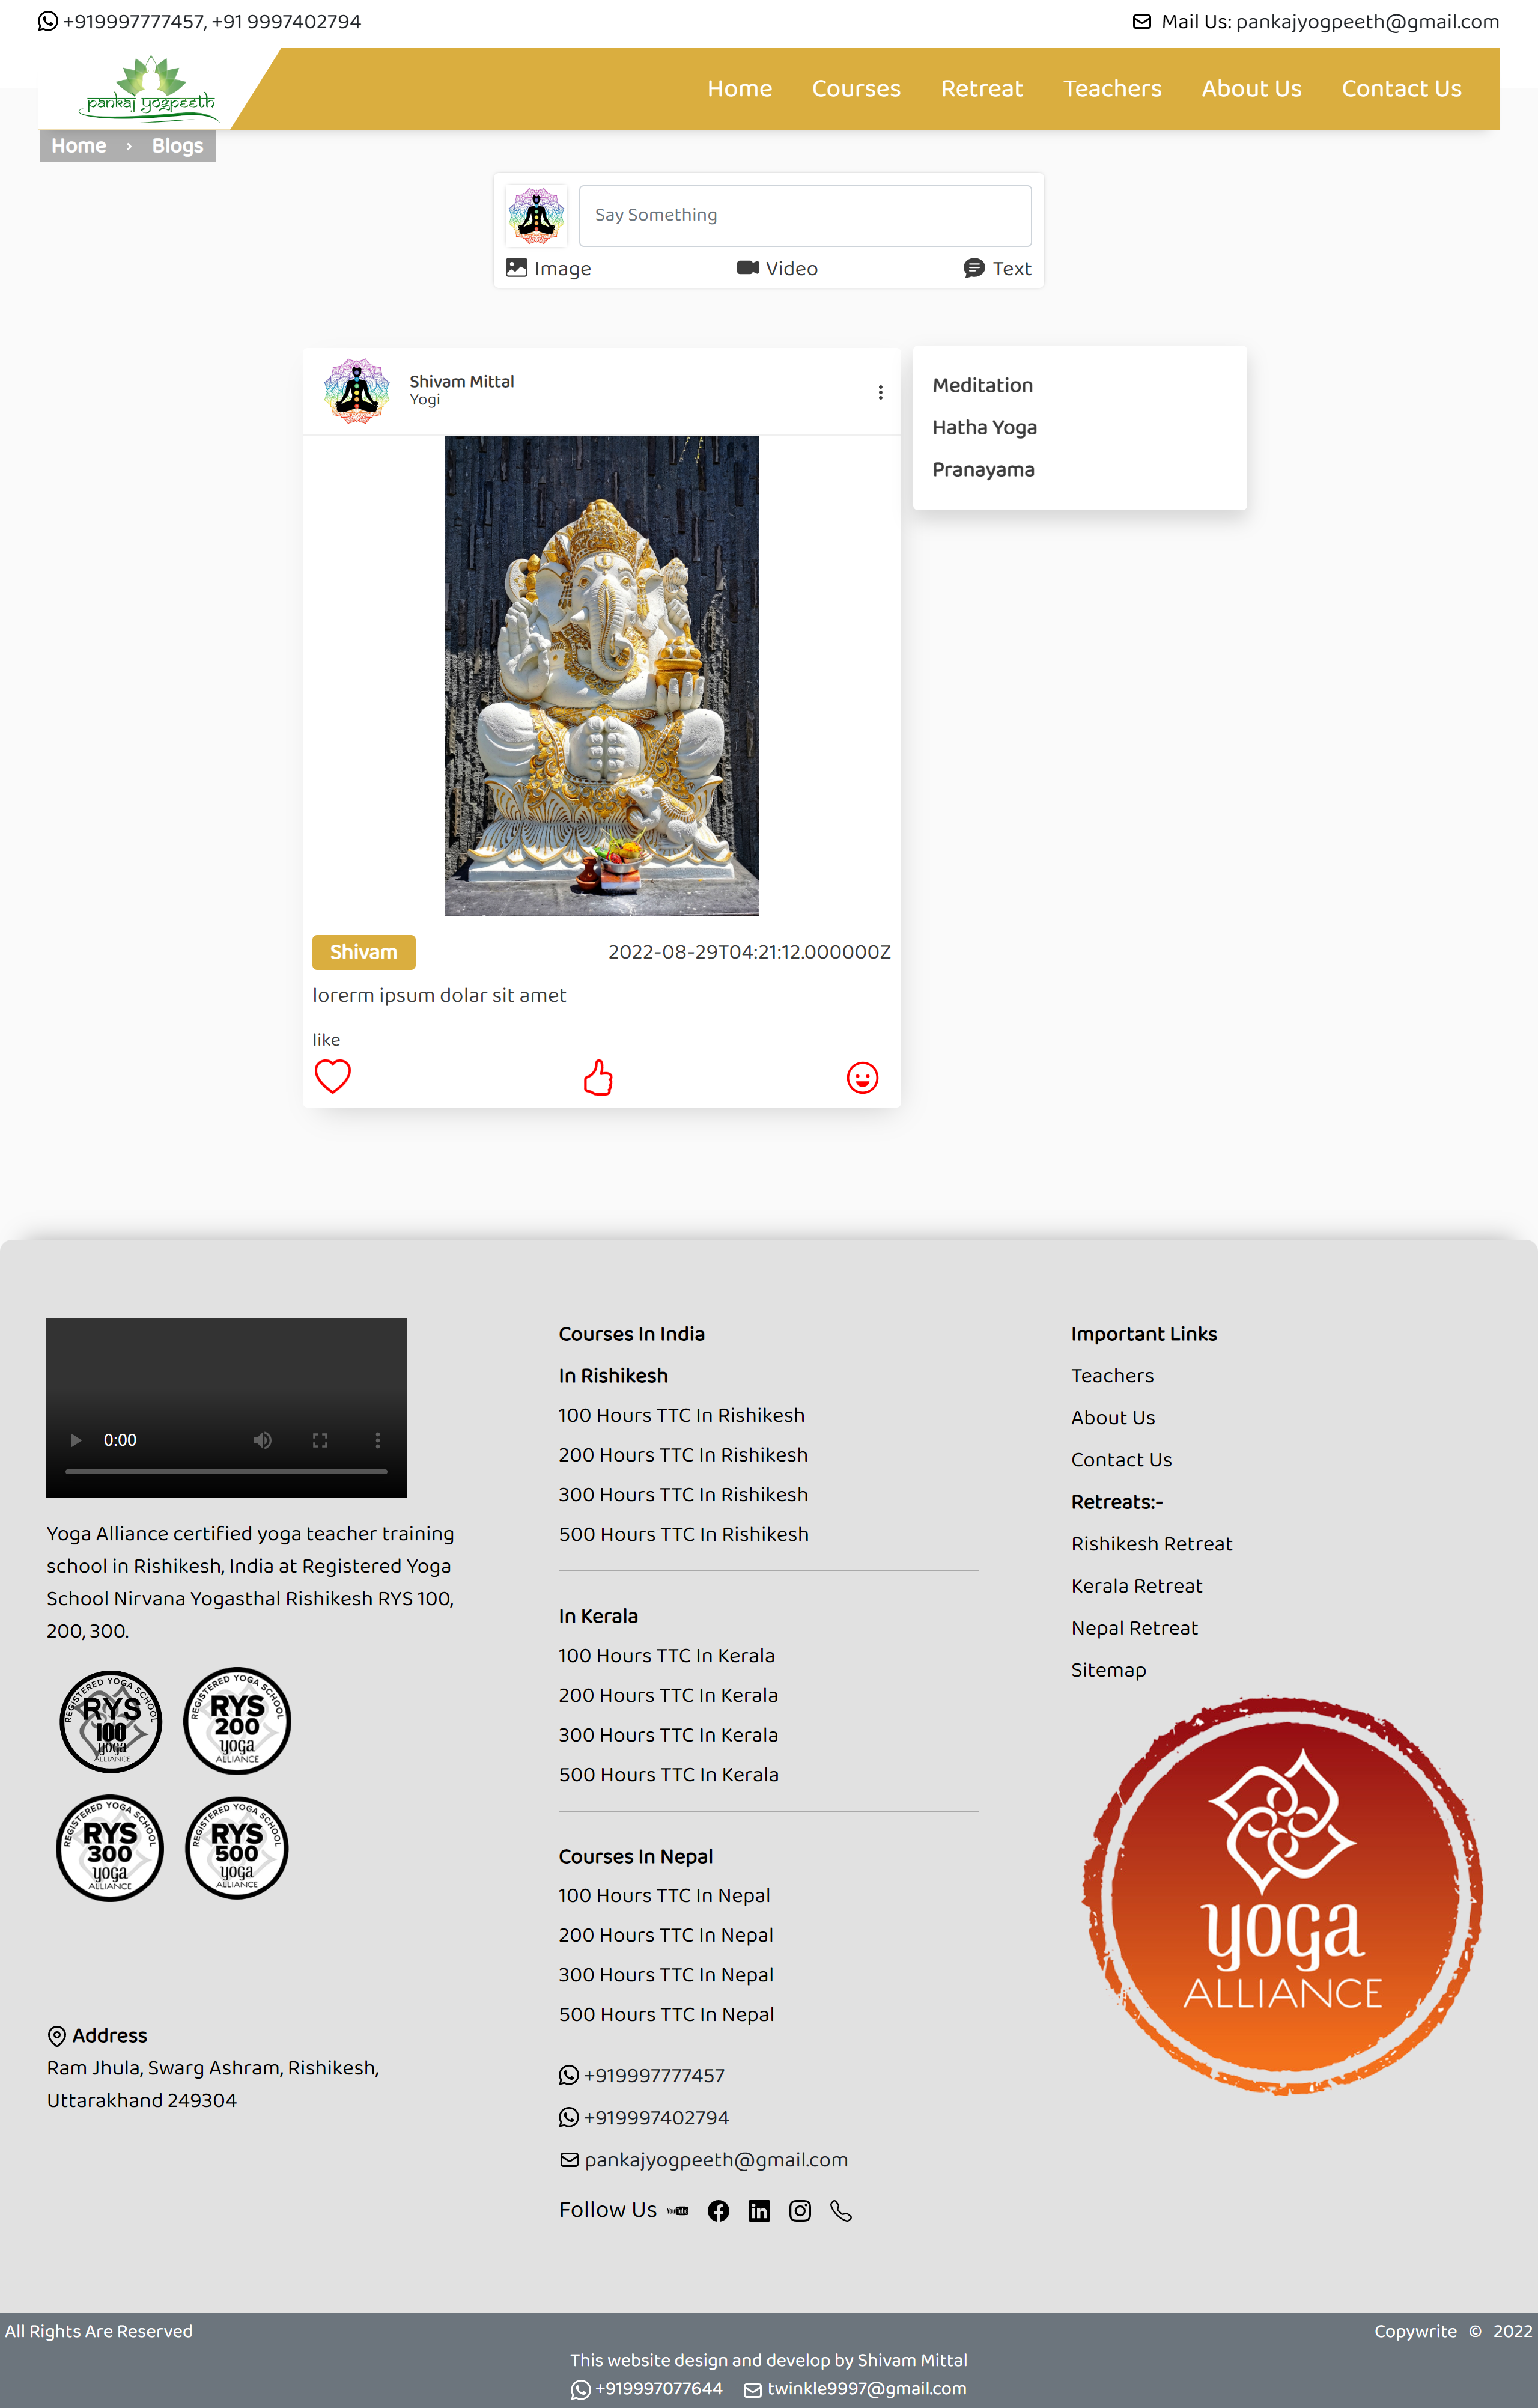 +919997777457, +91 9997402794
Mail Us: pankajyogpeeth@gmail.com
pankaj yogpeeth
Home Courses Retreat Teachers About Us Contact Us
Home › Blogs
Say Something
Image Video Text
Shivam Mittal
Yogi
Meditation
Hatha Yoga
Pranayama
Shivam
2022-08-29T04:21:12.000000Z
lorerm ipsum dolar sit amet
like
0:00
Yoga Alliance certified yoga teacher training
school in Rishikesh, India at Registered Yoga
School Nirvana Yogasthal Rishikesh RYS 100,
200, 300.
REGISTERED YOGA SCHOOL
RYS
100
yoga
ALLIANCE
REGISTERED YOGA SCHOOL
RYS
200
yoga
ALLIANCE
REGISTERED YOGA SCHOOL
RYS
300
yoga
ALLIANCE
REGISTERED YOGA SCHOOL
RYS
500
yoga
ALLIANCE
Address
Ram Jhula, Swarg Ashram, Rishikesh,
Uttarakhand 249304
Courses In India
In Rishikesh
100 Hours TTC In Rishikesh
200 Hours TTC In Rishikesh
300 Hours TTC In Rishikesh
500 Hours TTC In Rishikesh
In Kerala
100 Hours TTC In Kerala
200 Hours TTC In Kerala
300 Hours TTC In Kerala
500 Hours TTC In Kerala
Courses In Nepal
100 Hours TTC In Nepal
200 Hours TTC In Nepal
300 Hours TTC In Nepal
500 Hours TTC In Nepal
+919997777457
+919997402794
pankajyogpeeth@gmail.com
Follow Us YouTube
Important Links
Teachers
About Us
Contact Us
Retreats:-
Rishikesh Retreat
Kerala Retreat
Nepal Retreat
Sitemap
yoga
ALLIANCE
All Rights Are Reserved
Copywrite © 2022
This website design and develop by Shivam Mittal
+919997077644 twinkle9997@gmail.com